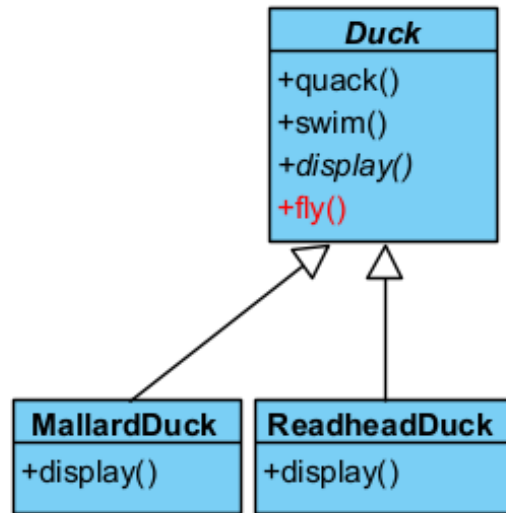 Duck
+quack()
+swim()
+display()
+fly()
MallardDuck
+display()
ReadheadDuck
+display()